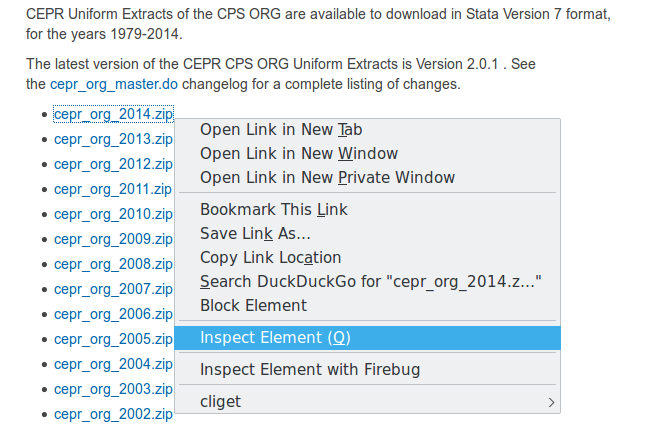 CEPR Uniform Extracts of the CPS ORG are available to download in Stata Version 7 format,
for the years 1979-2014.
The latest version of the CEPR CPS ORG Uniform Extracts is Version 2.0.1 . See
the cepr_org_master.do changelog for a complete listing of changes.
cepr_org_2014.zip
cepr_org_2013.zip
cepr_org_2012.zip
cepr_org_2011.zip
cepr_org_2010.zip
cepr_org_2009.zip
cepr_org_2008.zip
cepr_org_2007.zip
cepr_org_2006.zip
cepr_org_2005.zip
cepr_org_2004.zip
cepr_org_2003.zip
cepr_org_2002.zip
Open Link in New Tab
Open Link in New Window
Open Link in New Private Window
Bookmark This Link
Save Link As...
Copy Link Location
Search DuckDuckGo for "cepr_org_2014.z..."
Block Element
Inspect Element (Q)
Inspect Element with Firebug
cliget